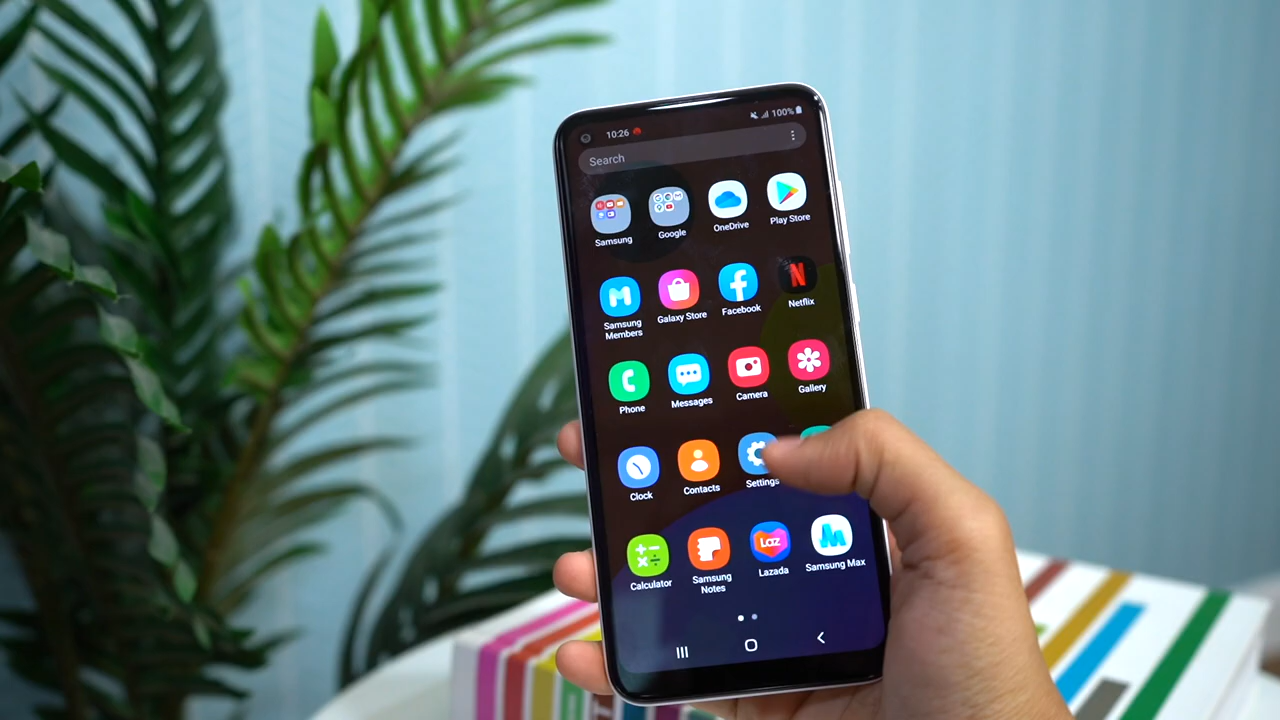 10:26
100%
Search
Samsung
Google
OneDrive
Play Store
Samsung
Members
Galaxy Store
Facebook
N
Netflix
Phone
Messages
Camera
Gallery
Clock
Contacts
Settings
Calculator
Samsung
Notes
Laz
Lazada
Samsung Max